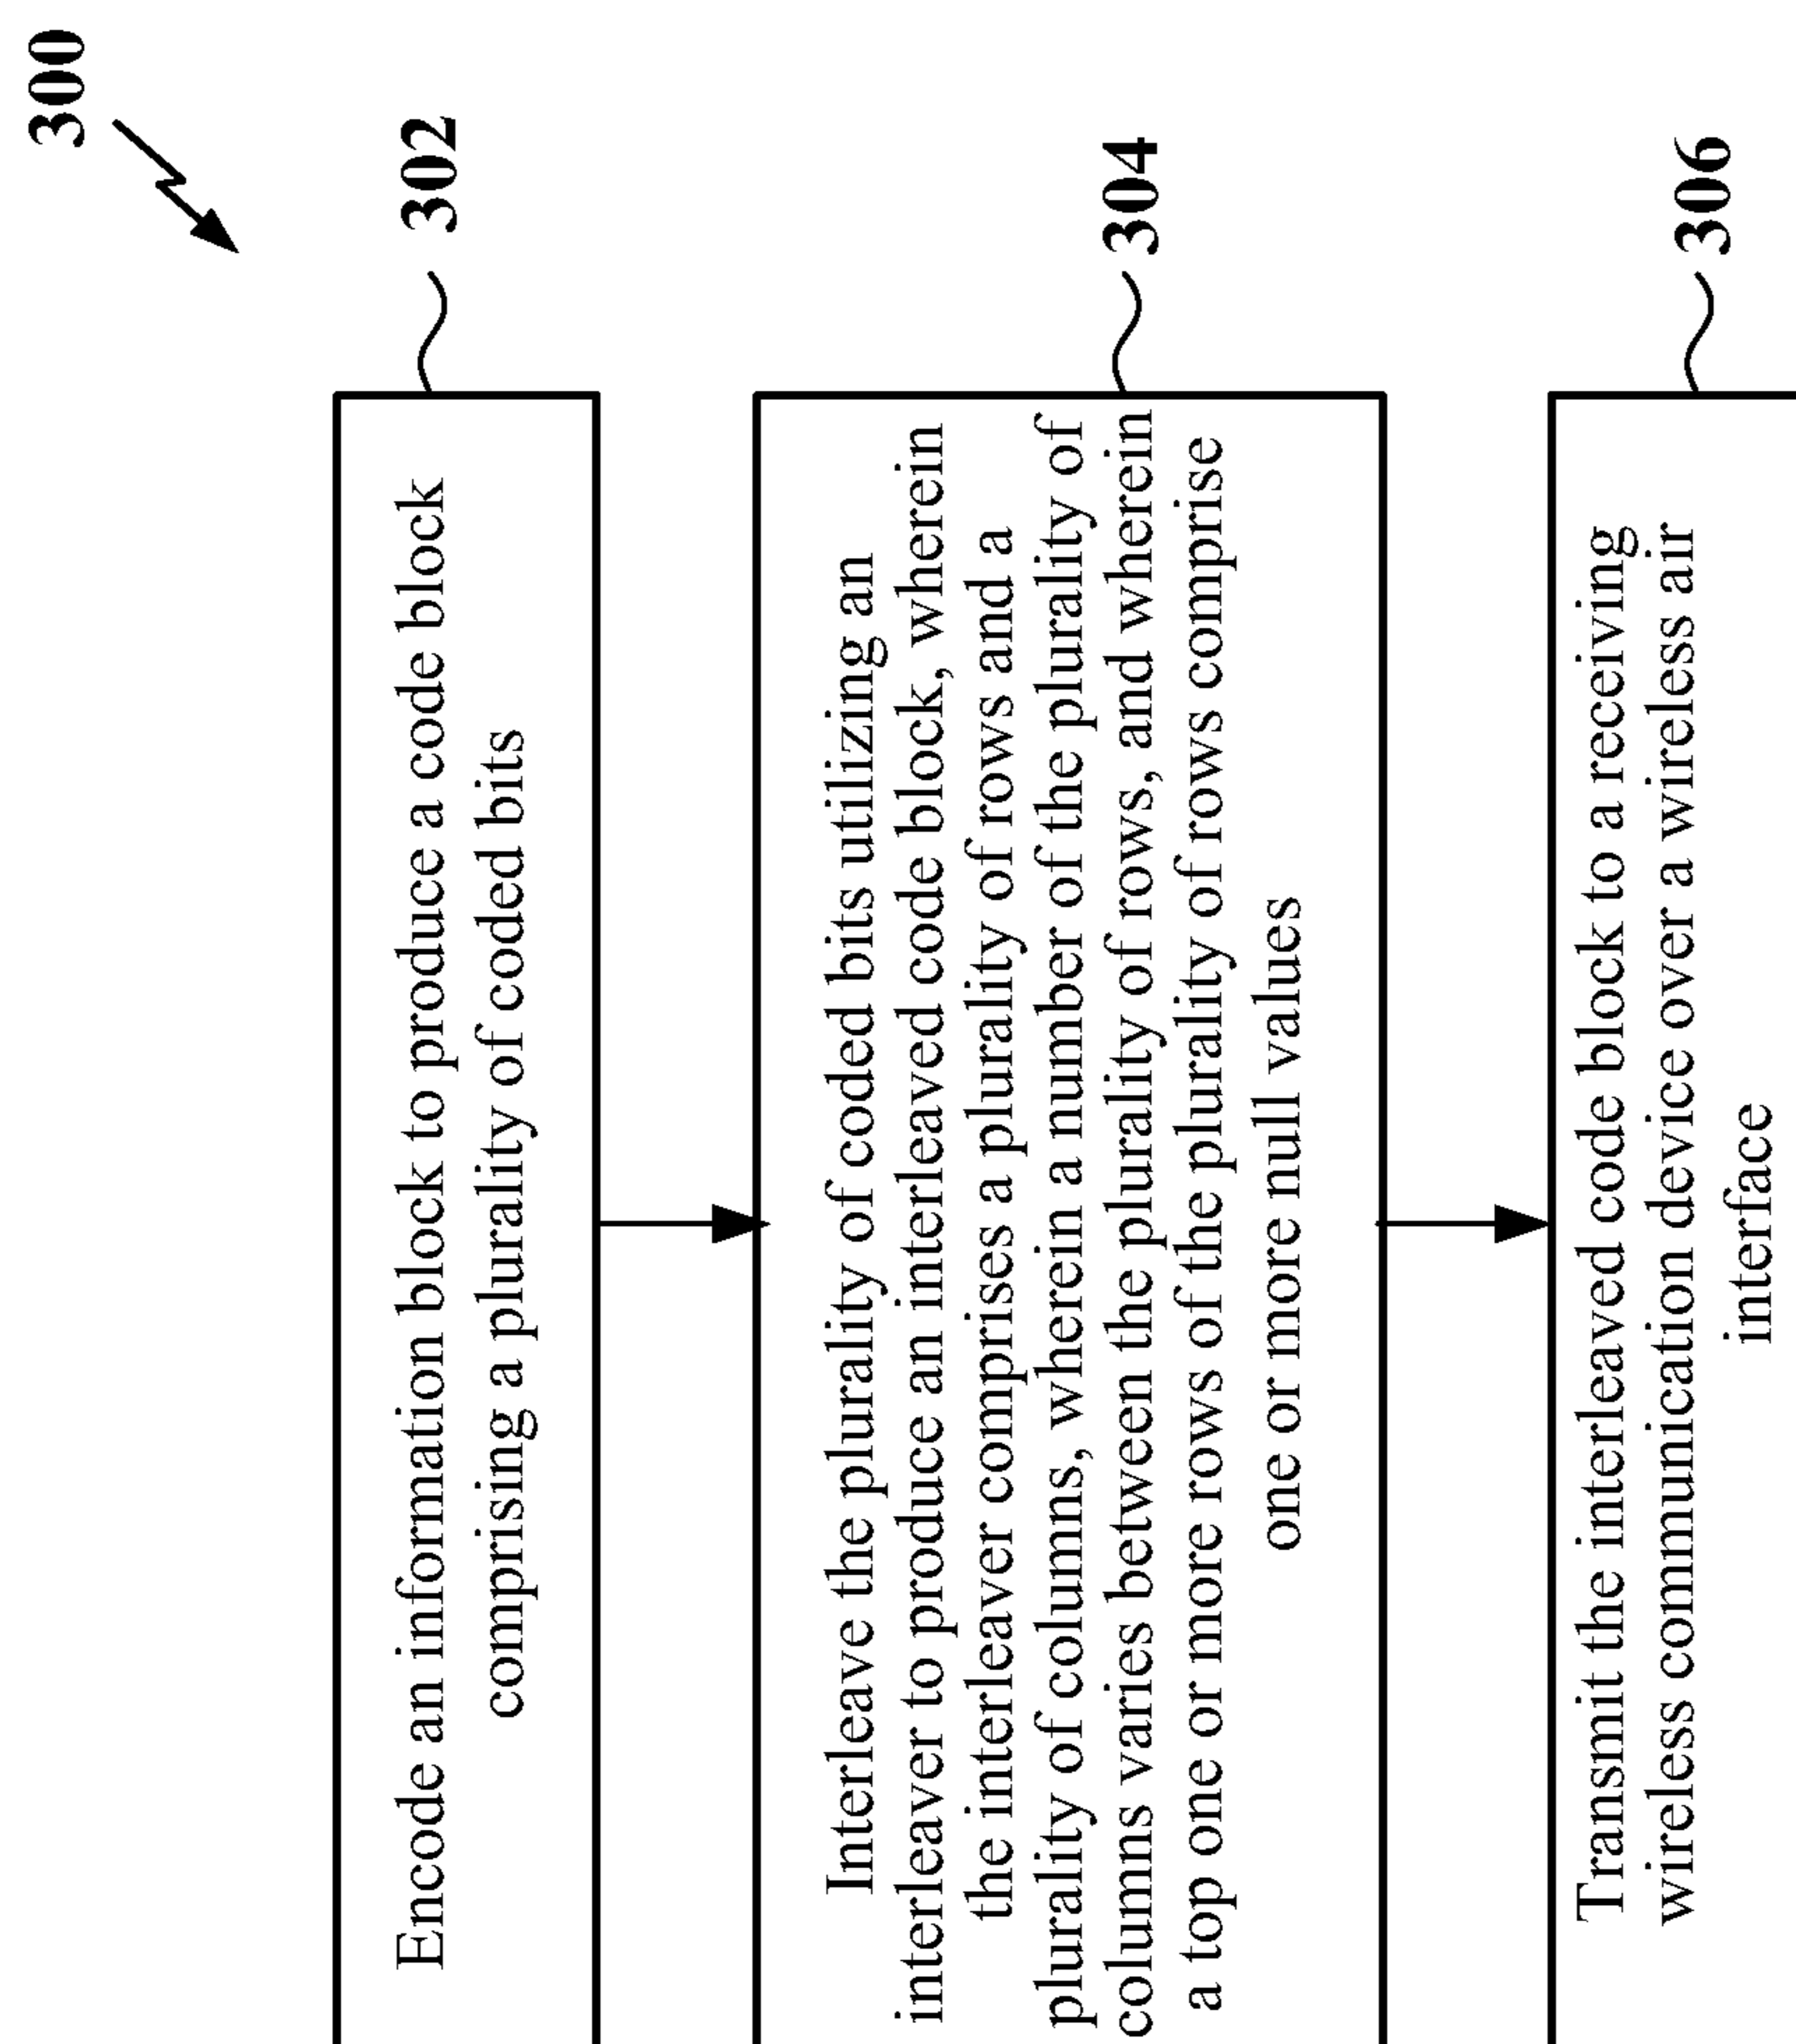 300
302
Encode an information block to produce a code block
comprising a plurality of coded bits
304
Interleave the plurality of coded bits utilizing an
interleaver to produce an interleaved code block, wherein
the interleaver comprises a plurality of rows and a
plurality of columns, wherein a number of the plurality of
columns varies between the plurality of rows, and wherein
a top one or more rows of the plurality of rows comprise
one or more null values
306
Transmit the interleaved code block to a receiving
wireless communication device over a wireless air
interface